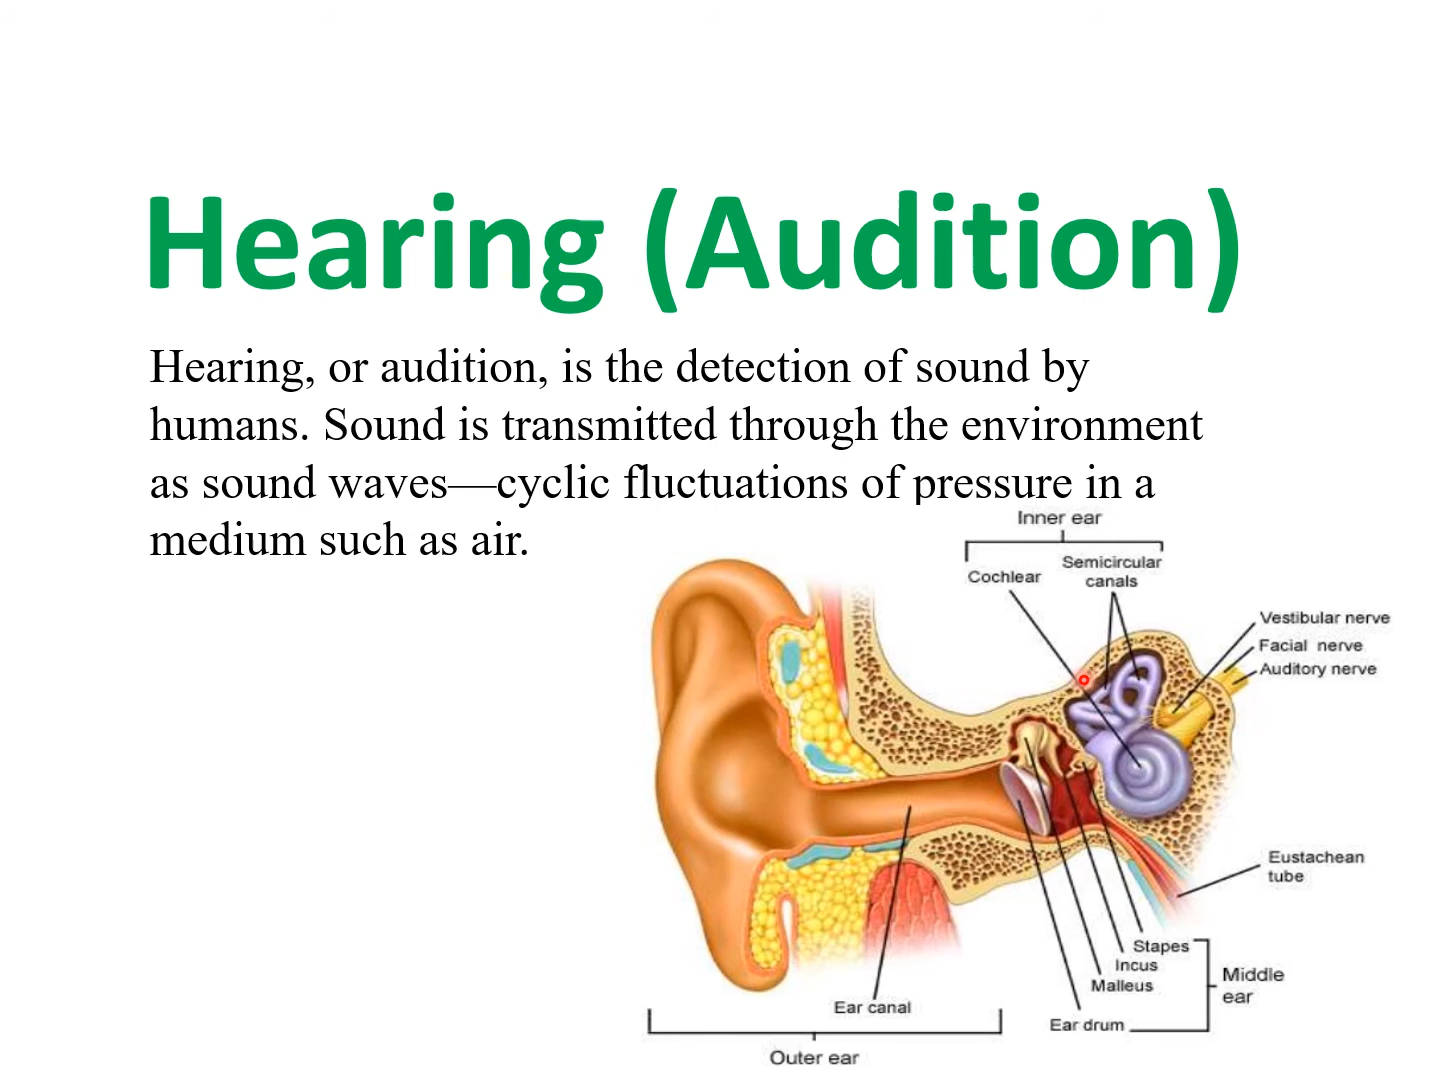 Hearing (Audition)
Hearing, or audition, is the detection of sound by
humans. Sound is transmitted through the environment
as sound waves—cyclic fluctuations of pressure in a
medium such as air.
Inner ear
Cochlear
Semicircular
canals
Vestibular nerve
Facial nerve
Auditory nerve
Eustachean
tube
Stapes
Incus
Malleus
Ear drum
Middle
ear
Ear canal
Outer ear